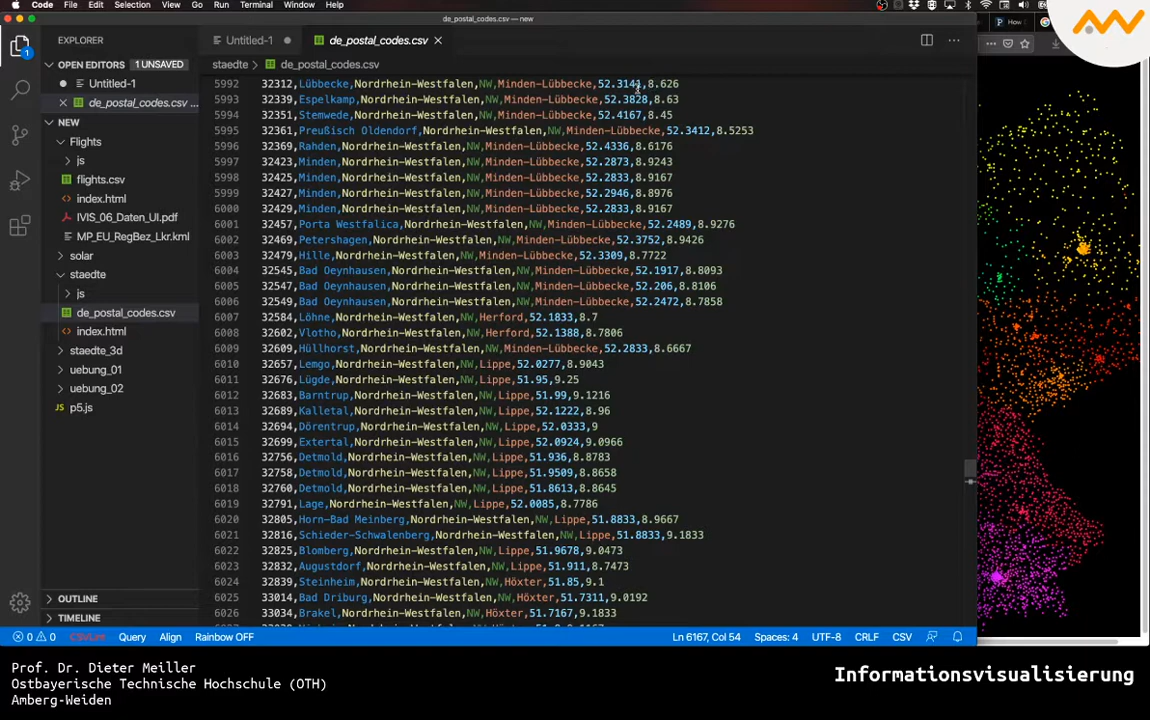 Code File Edit Selection View Go Run Terminal Window Help
de_postal_codes.csv — new
EXPLORER
Untitled-1
de_postal_codes.csv
How
OPEN EDITORS
1 UNSAVED
1
staedte > de_postal_codes.csv
Untitled-1
de_postal_codes.csv ...
NEW
Flights
js
flights.csv
index.html
IVIS_06_Daten_UI.pdf
MP_EU_RegBez_Lkr.kml
solar
staedte
js
de_postal_codes.csv
index.html
staedte_3d
uebung_01
uebung_02
p5.js
OUTLINE
TIMELINE
5992 32312,Lübbecke,Nordrhein-Westfalen,NW,Minden-Lübbecke,52.3141,8.626
5993 32339,Espelkamp,Nordrhein-Westfalen,NW,Minden-Lübbecke,52.3828,8.63
5994 32351,Stemwede,Nordrhein-Westfalen,NW,Minden-Lübbecke,52.4167,8.45
5995 32361,Preußisch Oldendorf,Nordrhein-Westfalen,NW,Minden-Lübbecke,52.3412,8.5253
5996 32369,Rahden,Nordrhein-Westfalen,NW,Minden-Lübbecke,52.4336,8.6176
5997 32423,Minden,Nordrhein-Westfalen,NW,Minden-Lübbecke,52.2873,8.9243
5998 32425,Minden,Nordrhein-Westfalen,NW,Minden-Lübbecke,52.2833,8.9167
5999 32427,Minden,Nordrhein-Westfalen,NW,Minden-Lübbecke,52.2946,8.8976
6000 32429,Minden,Nordrhein-Westfalen,NW,Minden-Lübbecke,52.2833,8.9167
6001 32457,Porta Westfalica,Nordrhein-Westfalen,NW,Minden-Lübbecke,52.2489,8.9276
6002 32469,Petershagen,Nordrhein-Westfalen,NW,Minden-Lübbecke,52.3752,8.9426
6003 32479,Hille,Nordrhein-Westfalen,NW,Minden-Lübbecke,52.3309,8.7722
6004 32545,Bad Oeynhausen,Nordrhein-Westfalen,NW,Minden-Lübbecke,52.1917,8.8093
6005 32547,Bad Oeynhausen,Nordrhein-Westfalen,NW,Minden-Lübbecke,52.206,8.8106
6006 32549,Bad Oeynhausen,Nordrhein-Westfalen,NW,Minden-Lübbecke,52.2472,8.7858
6007 32584,Löhne,Nordrhein-Westfalen,NW,Herford,52.1833,8.7
6008 32602,Vlotho,Nordrhein-Westfalen,NW,Herford,52.1388,8.7806
6009 32609,Hüllhorst,Nordrhein-Westfalen,NW,Minden-Lübbecke,52.2833,8.6667
6010 32657,Lemgo,Nordrhein-Westfalen,NW,Lippe,52.0277,8.9043
6011 32676,Lügde,Nordrhein-Westfalen,NW,Lippe,51.95,9.25
6012 32683,Barntrup,Nordrhein-Westfalen,NW,Lippe,51.99,9.1216
6013 32689,Kalletal,Nordrhein-Westfalen,NW,Lippe,52.1222,8.96
6014 32694,Dörentrup,Nordrhein-Westfalen,NW,Lippe,52.0333,9
6015 32699,Extertal,Nordrhein-Westfalen,NW,Lippe,52.0924,9.0966
6016 32756,Detmold,Nordrhein-Westfalen,NW,Lippe,51.936,8.8783
6017 32758,Detmold,Nordrhein-Westfalen,NW,Lippe,51.9509,8.8658
6018 32760,Detmold,Nordrhein-Westfalen,NW,Lippe,51.8613,8.8645
6019 32791,Lage,Nordrhein-Westfalen,NW,Lippe,52.0085,8.7786
6020 32805,Horn-Bad Meinberg,Nordrhein-Westfalen,NW,Lippe,51.8833,8.9667
6021 32816,Schieder-Schwalenberg,Nordrhein-Westfalen,NW,Lippe,51.8833,9.1833
6022 32825,Blomberg,Nordrhein-Westfalen,NW,Lippe,51.9678,9.0473
6023 32832,Augustdorf,Nordrhein-Westfalen,NW,Lippe,51.911,8.7473
6024 32839,Steinheim,Nordrhein-Westfalen,NW,Höxter,51.85,9.1
6025 33014,Bad Driburg,Nordrhein-Westfalen,NW,Höxter,51.7311,9.0192
6026 33034,Brakel,Nordrhein-Westfalen,NW,Höxter,51.7167,9.1833
0 0 CSVLint Query Align Rainbow OFF
Ln 6167, Col 54 Spaces: 4 UTF-8 CRLF CSV
Prof. Dr. Dieter Meiller
Ostbayerische Technische Hochschule (OTH)
Amberg-Weiden
Informationsvisualisierung